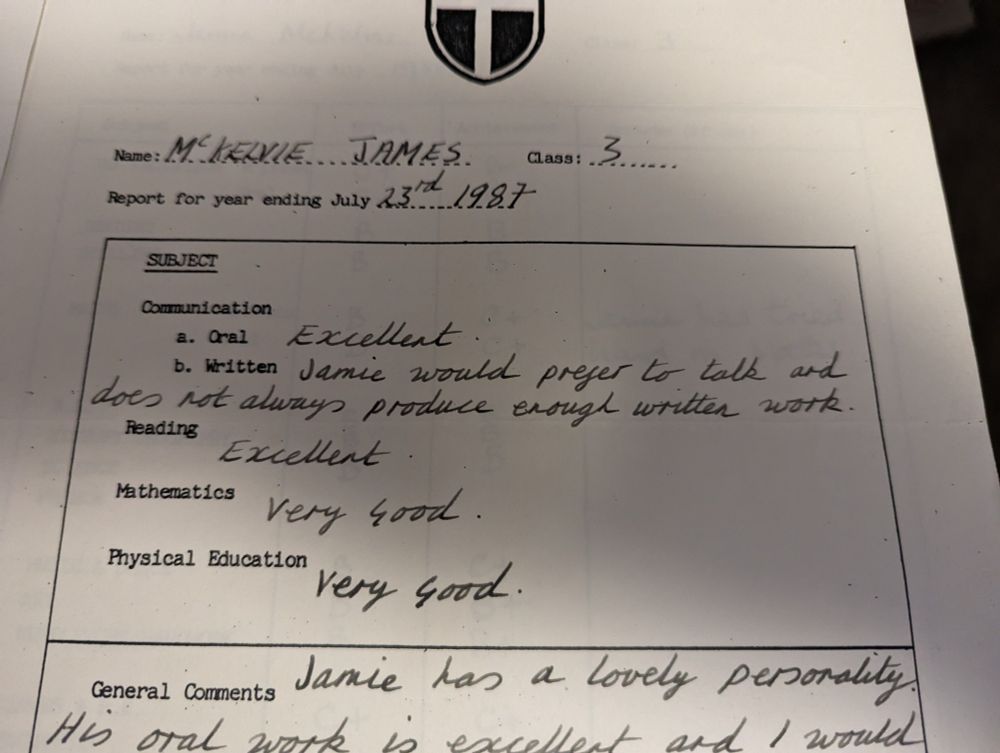 Name: McKELVIE JAMES. Class: 3
Report for year ending July 23rd 1987
SUBJECT
Communication
a. Oral Excellent.
b. Written Jamie would prefer to talk and
does not always produce enough written work.
Reading
Excellent.
Mathematics
Very Good.
Physical Education
Very Good.
General Comments Jamie has a lovely personality.
His oral work is excellent and I would